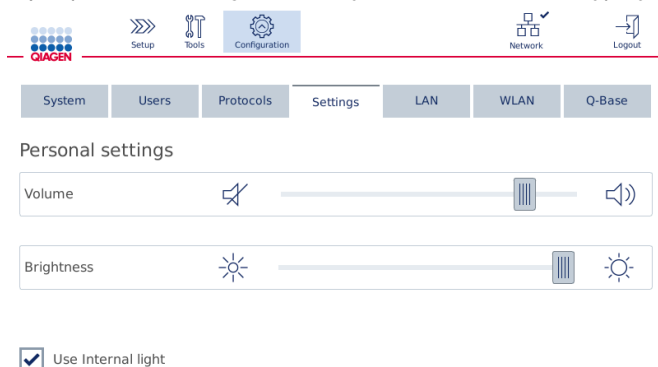 Setup
Tools
Configuration
Network
Logout
QIAGEN
System Users Protocols Settings LAN WLAN Q-Base
Personal settings
Volume
Brightness
Use Internal light